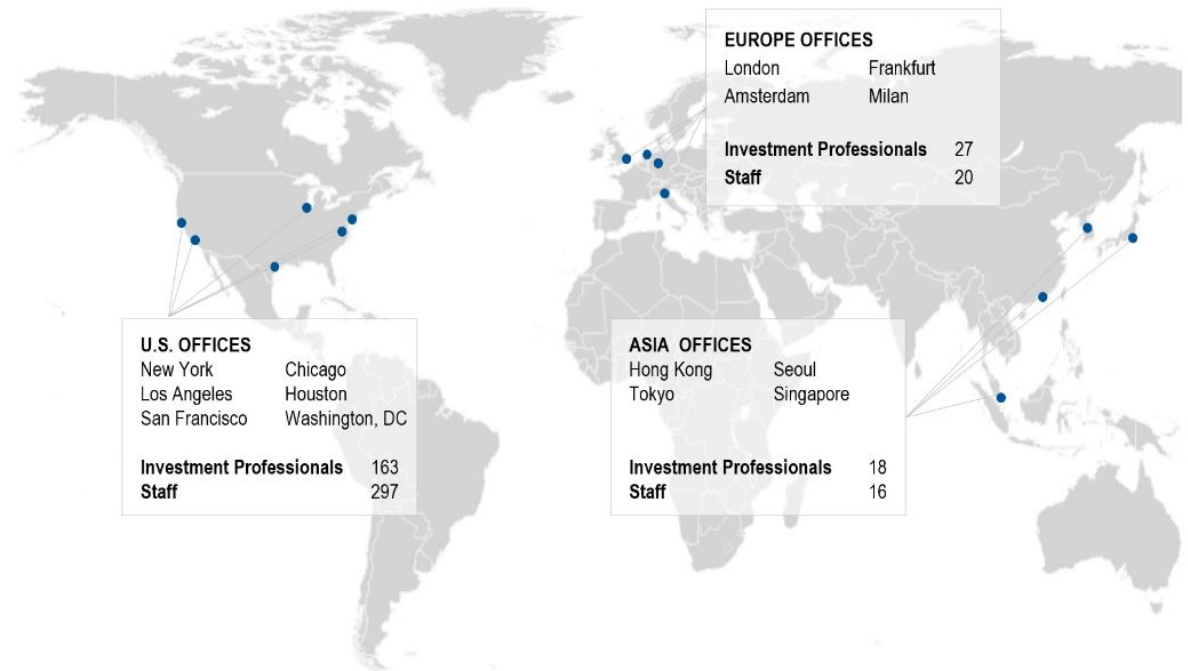 EUROPE OFFICES
London Frankfurt
Amsterdam Milan
Investment Professionals 27
Staff 20
U.S. OFFICES
New York Chicago
Los Angeles Houston
San Francisco Washington, DC
Investment Professionals 163
Staff 297
ASIA OFFICES
Hong Kong Seoul
Tokyo Singapore
Investment Professionals 18
Staff 16